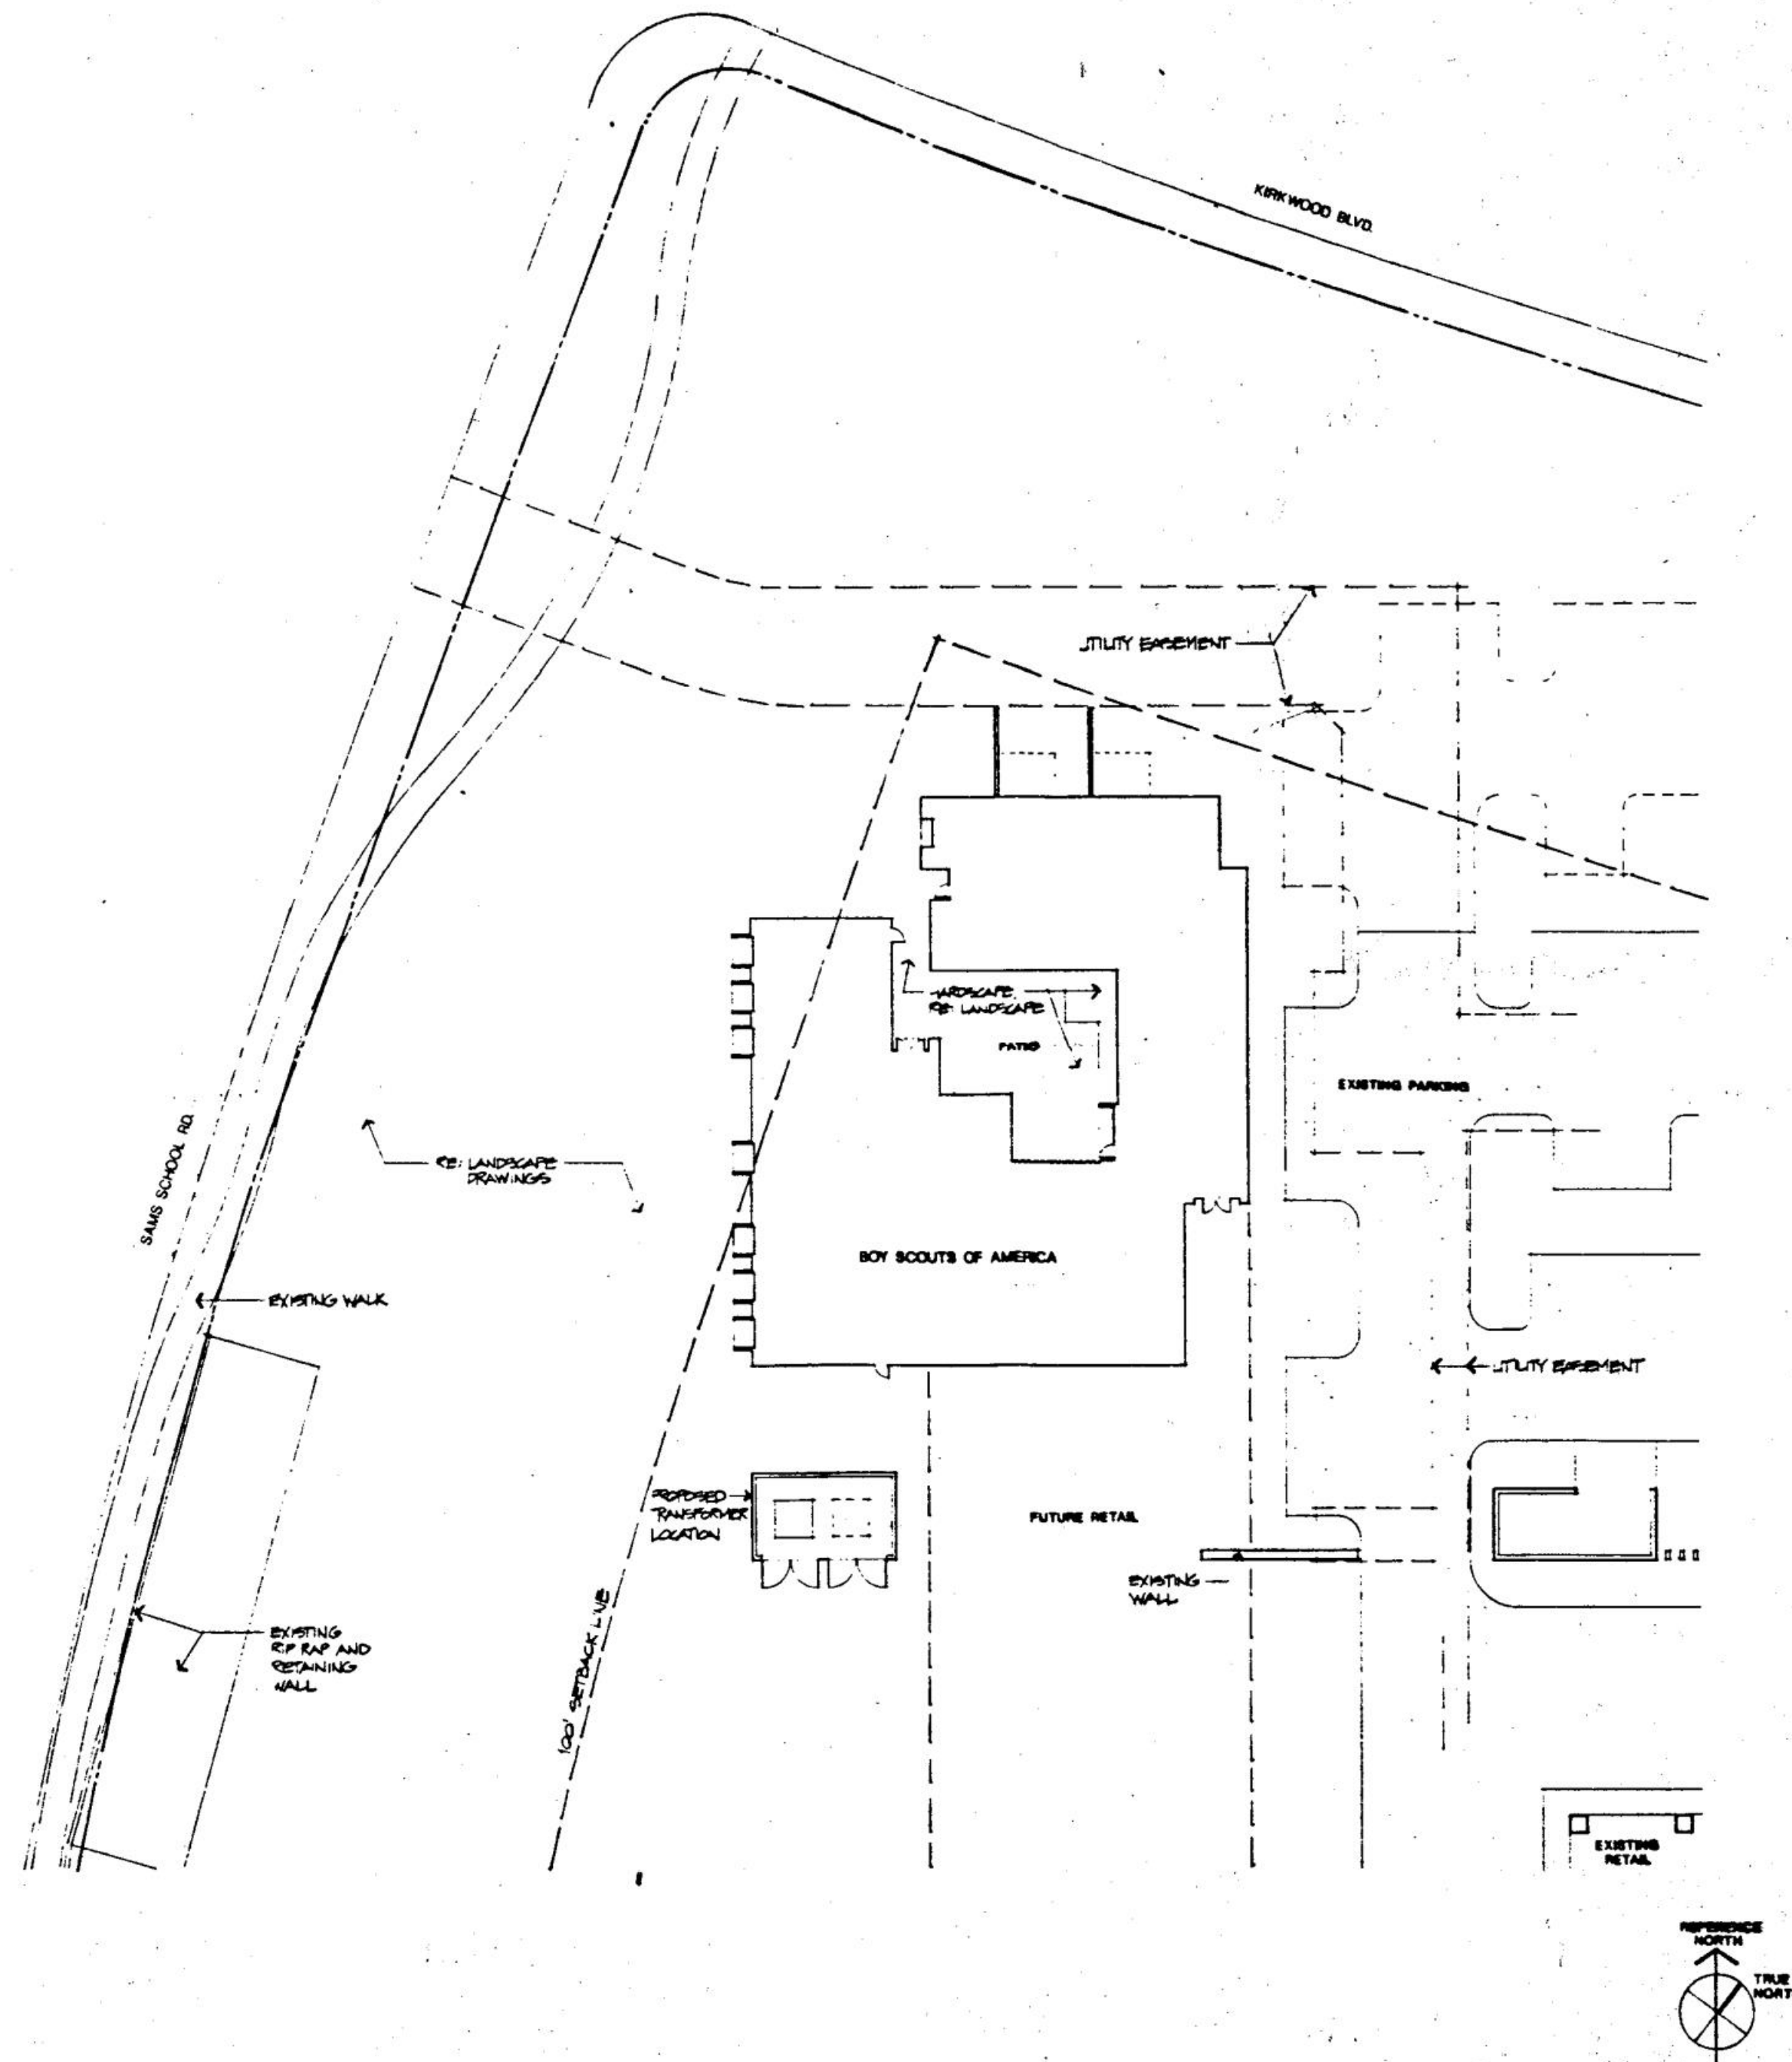 KIRKWOOD BLVD.
UTILITY EASEMENT
HARDSCAPE,
RE: LANDSCAPE
PATIO
EXISTING PARKING
SAMS SCHOOL RD.
RE: LANDSCAPE
DRAWINGS
BOY SCOUTS OF AMERICA
EXISTING WALK
UTILITY EASEMENT
PROPOSED
TRANSFORMER
LOCATION
FUTURE RETAIL
EXISTING
WALL
100' SETBACK LINE
EXISTING
RIP RAP AND
RETAINING
WALL
EXISTING
RETAIL
REFERENCE
NORTH
TRUE
NORT